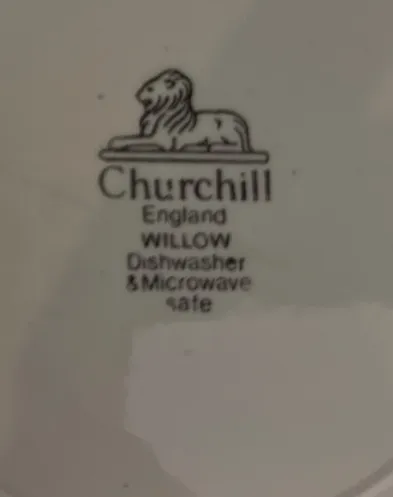 Churchill
England
WILLOW
Dishwasher
&Microwave
safe